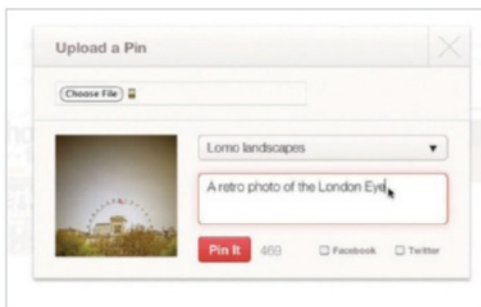 Upload a Pin
Choose File
Lomo landscapes
A retro photo of the London Eye
Pin It 469 Facebook Twitter